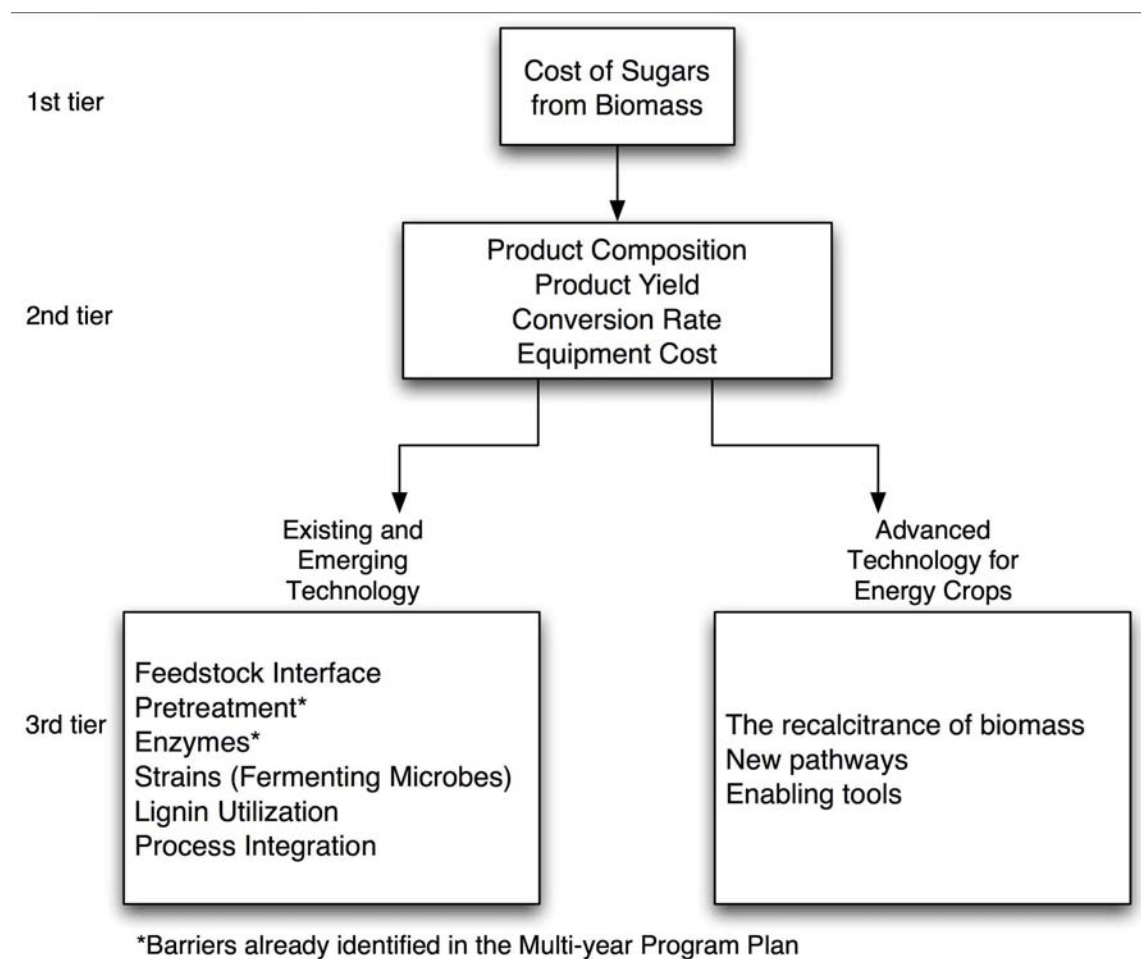 1st tier
Cost of Sugars
from Biomass
2nd tier
Product Composition
Product Yield
Conversion Rate
Equipment Cost
Existing and
Emerging
Technology
Advanced
Technology for
Energy Crops
3rd tier
Feedstock Interface
Pretreatment*
Enzymes*
Strains (Fermenting Microbes)
Lignin Utilization
Process Integration
The recalcitrance of biomass
New pathways
Enabling tools
*Barriers already identified in the Multi-year Program Plan